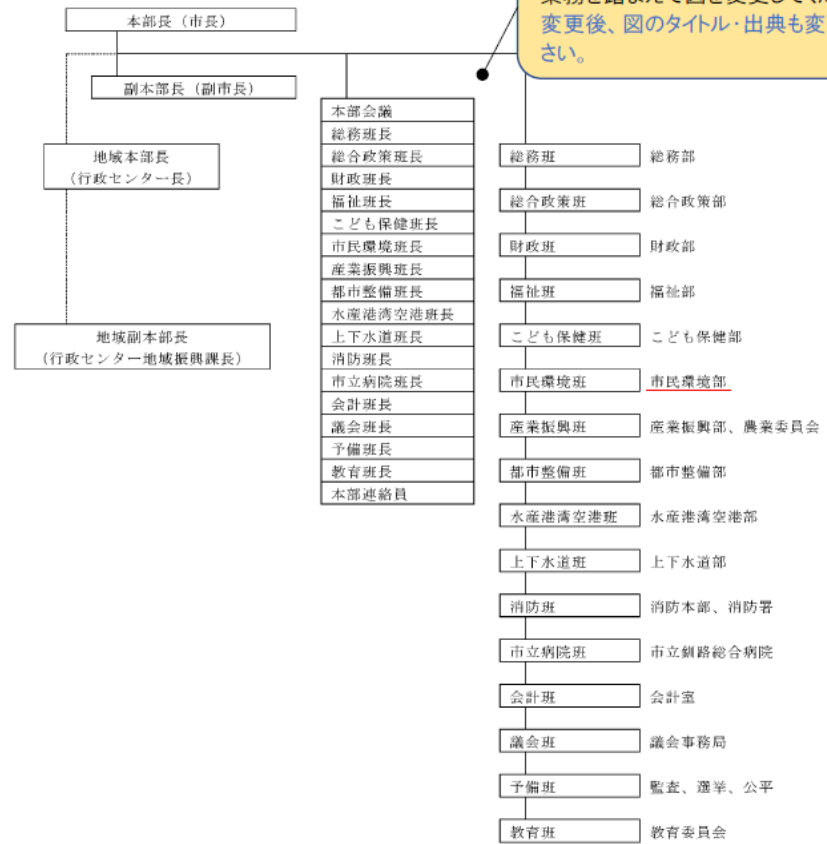 変更後、図のタイトル・出典も変
さい。
本部長（市長）
副本部長（副市長）
地域本部長
（行政センター長）
地域副本部長
（行政センター地域振興課長）
本部会議
総務班長
総合政策班長
財政班長
福祉班長
こども保健班長
市民環境班長
産業振興班長
都市整備班長
水産港湾空港班長
上下水道班長
消防班長
市立病院班長
会計班長
議会班長
予備班長
教育班長
本部連絡員
総務班 総務部
総合政策班 総合政策部
財政班 財政部
福祉班 福祉部
こども保健班 こども保健部
市民環境班 市民環境部
産業振興班 産業振興部、農業委員会
都市整備班 都市整備部
水産港湾空港班 水産港湾空港部
上下水道班 上下水道部
消防班 消防本部、消防署
市立病院班 市立釧路総合病院
会計班 会計室
議会班 議会事務局
予備班 監査、選挙、公平
教育班 教育委員会